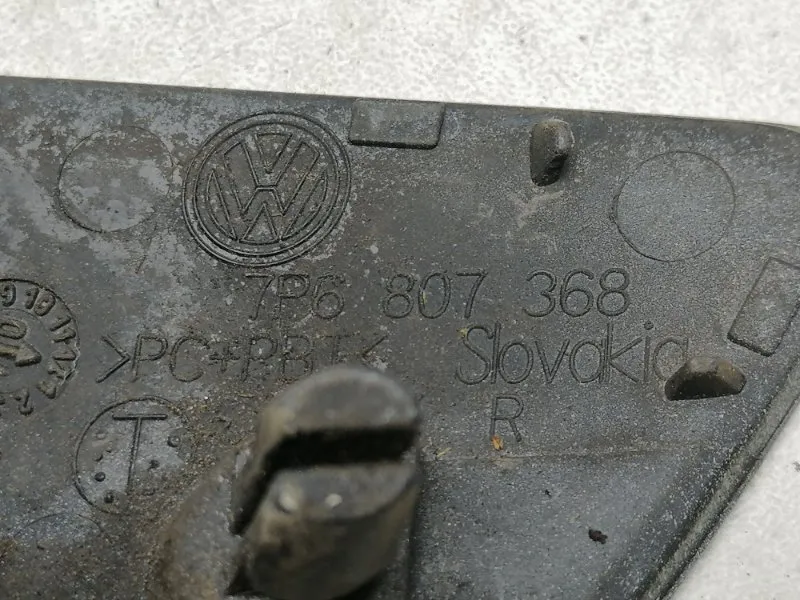 7P6 807 368
>PC+PBT< Slovakia
T R